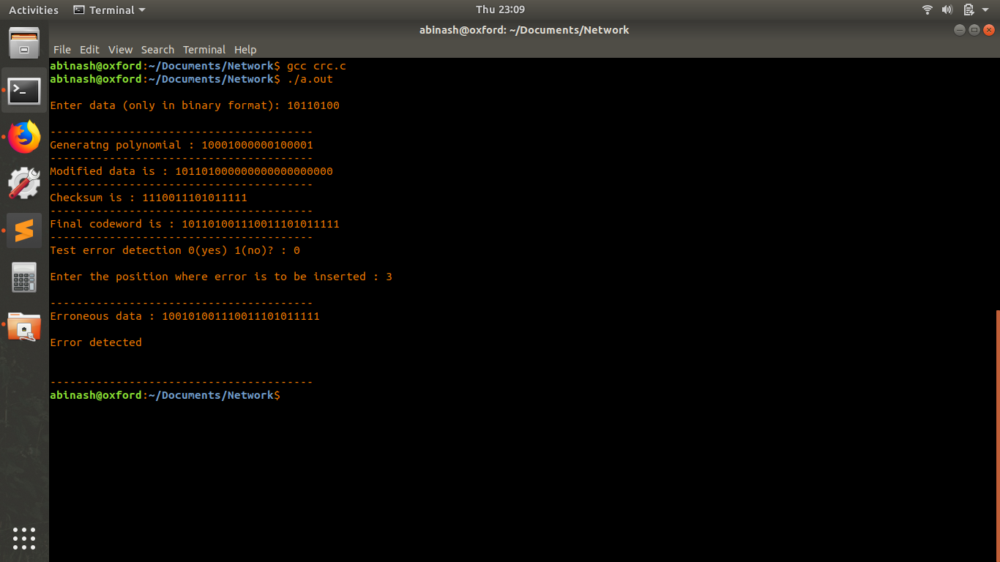 Activities Terminal Thu 23:09
abinash@oxford: ~/Documents/Network
File Edit View Search Terminal Help
abinash@oxford:~/Documents/Network$ gcc crc.c
abinash@oxford:~/Documents/Network$ ./a.out
Enter data (only in binary format): 10110100
----------------------------------------
Generatng polynomial : 10001000000100001
----------------------------------------
Modified data is : 101101000000000000000000
----------------------------------------
Checksum is : 1110011101011111
----------------------------------------
Final codeword is : 101101001110011101011111
----------------------------------------
Test error detection 0(yes) 1(no)? : 0
Enter the position where error is to be inserted : 3
----------------------------------------
Erroneous data : 100101001110011101011111
Error detected
----------------------------------------
abinash@oxford:~/Documents/Network$